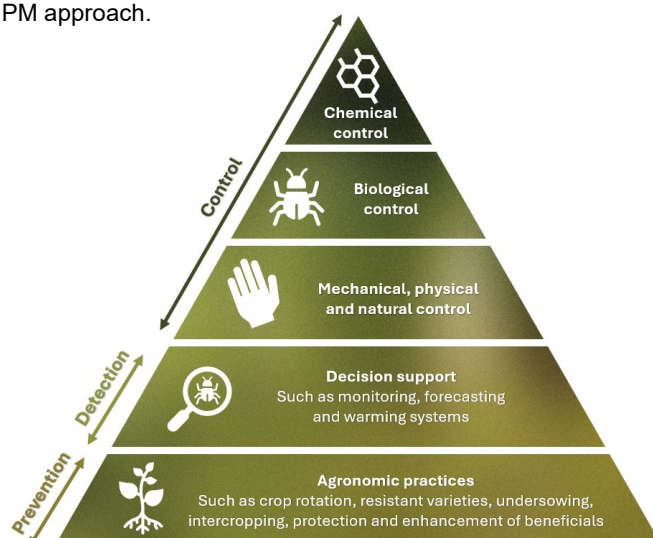 PM approach.
Chemical
control
Biological
control
Control
Mechanical, physical
and natural control
Detection
Decision support
Such as monitoring, forecasting
and warming systems
Prevention
Agronomic practices
Such as crop rotation, resistant varieties, undersowing,
intercropping, protection and enhancement of beneficials